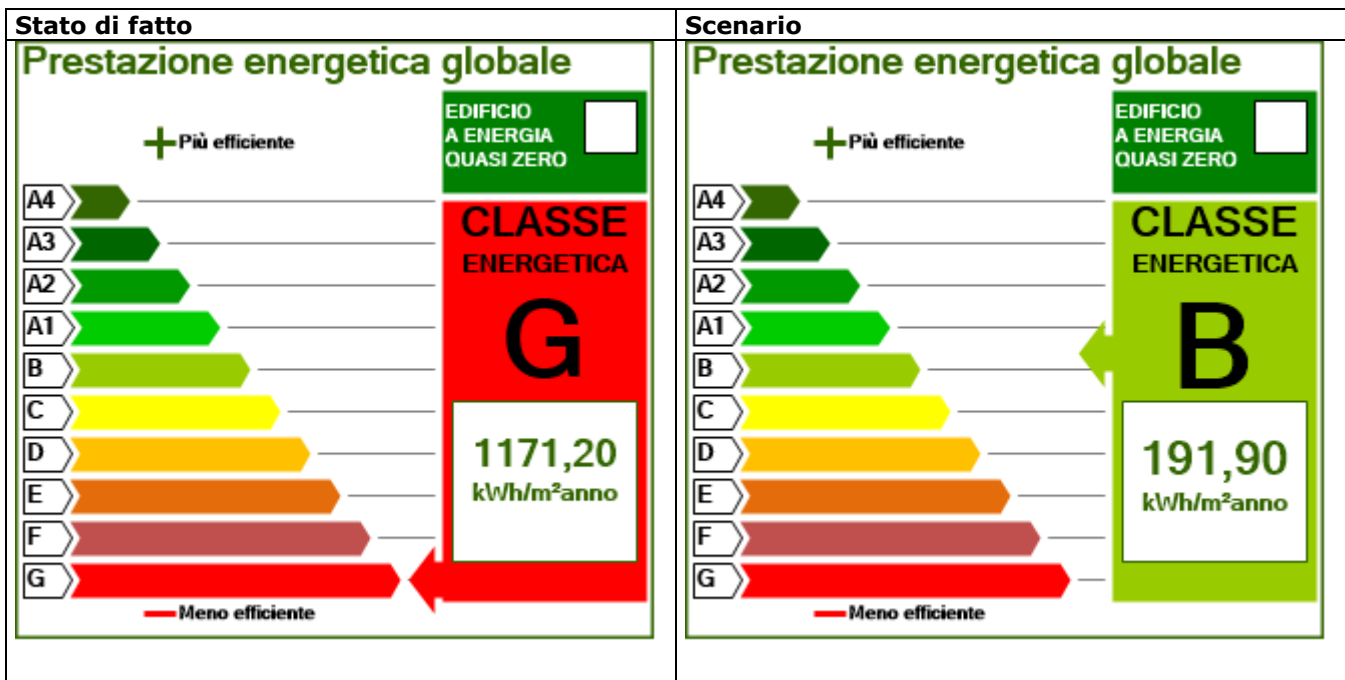 Stato di fatto
Prestazione energetica globale
EDIFICIO
A ENERGIA
QUASI ZERO
Più efficiente
A4
A3
A2
A1
B
C
D
E
F
G
CLASSE
ENERGETICA
G
1171,20
kWh/m²anno
Meno efficiente
Scenario
Prestazione energetica globale
EDIFICIO
A ENERGIA
QUASI ZERO
Più efficiente
A4
A3
A2
A1
B
C
D
E
F
G
CLASSE
ENERGETICA
B
191,90
kWh/m²anno
Meno efficiente